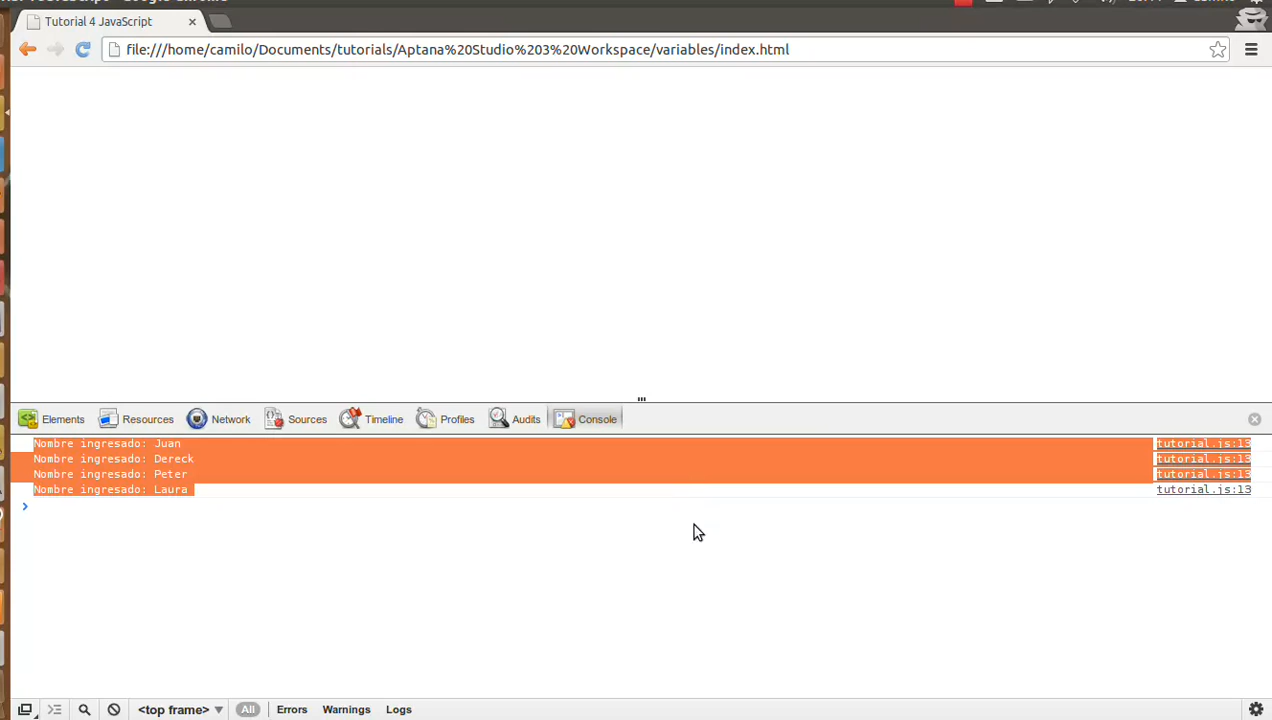 Tutorial 4 JavaScript
file:///home/camilo/Documents/tutorials/Aptana%20Studio%203%20Workspace/variables/index.html
Elements Resources Network Sources Timeline Profiles Audits Console
Nombre ingresado: Juan tutorial.js:13
Nombre ingresado: Dereck tutorial.js:13
Nombre ingresado: Peter tutorial.js:13
Nombre ingresado: Laura tutorial.js:13
<top frame> All Errors Warnings Logs